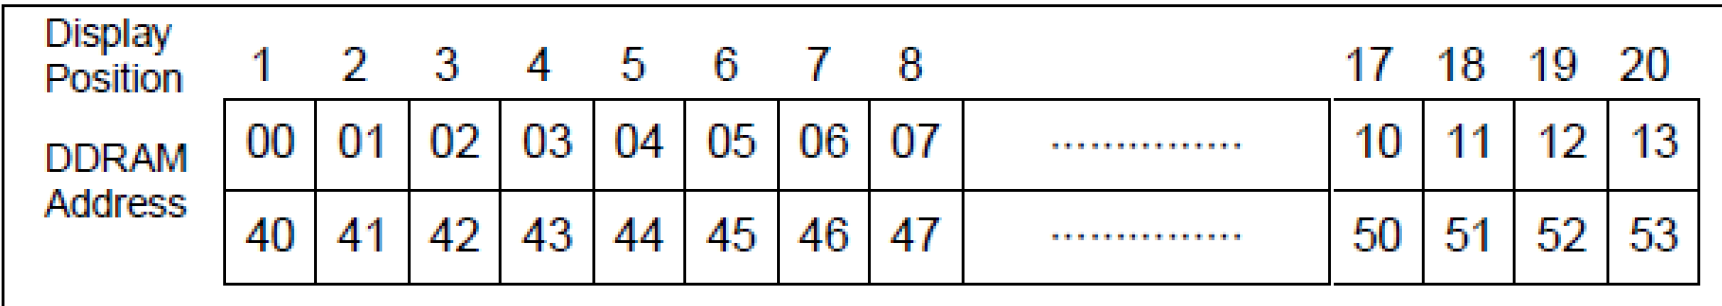 Display
Position 1 2 3 4 5 6 7 8 17 18 19 20
DDRAM
Address
00 01 02 03 04 05 06 07 ............... 10 11 12 13
40 41 42 43 44 45 46 47 ............... 50 51 52 53